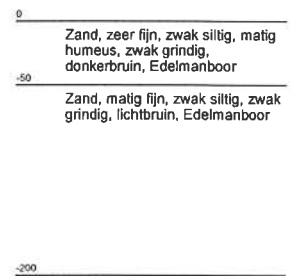 0
Zand, zeer fijn, zwak siltig, matig
humeus, zwak grindig,
donkerbruin, Edelmanboor
-50
Zand, matig fijn, zwak siltig, zwak
grindig, lichtbruin, Edelmanboor
-200